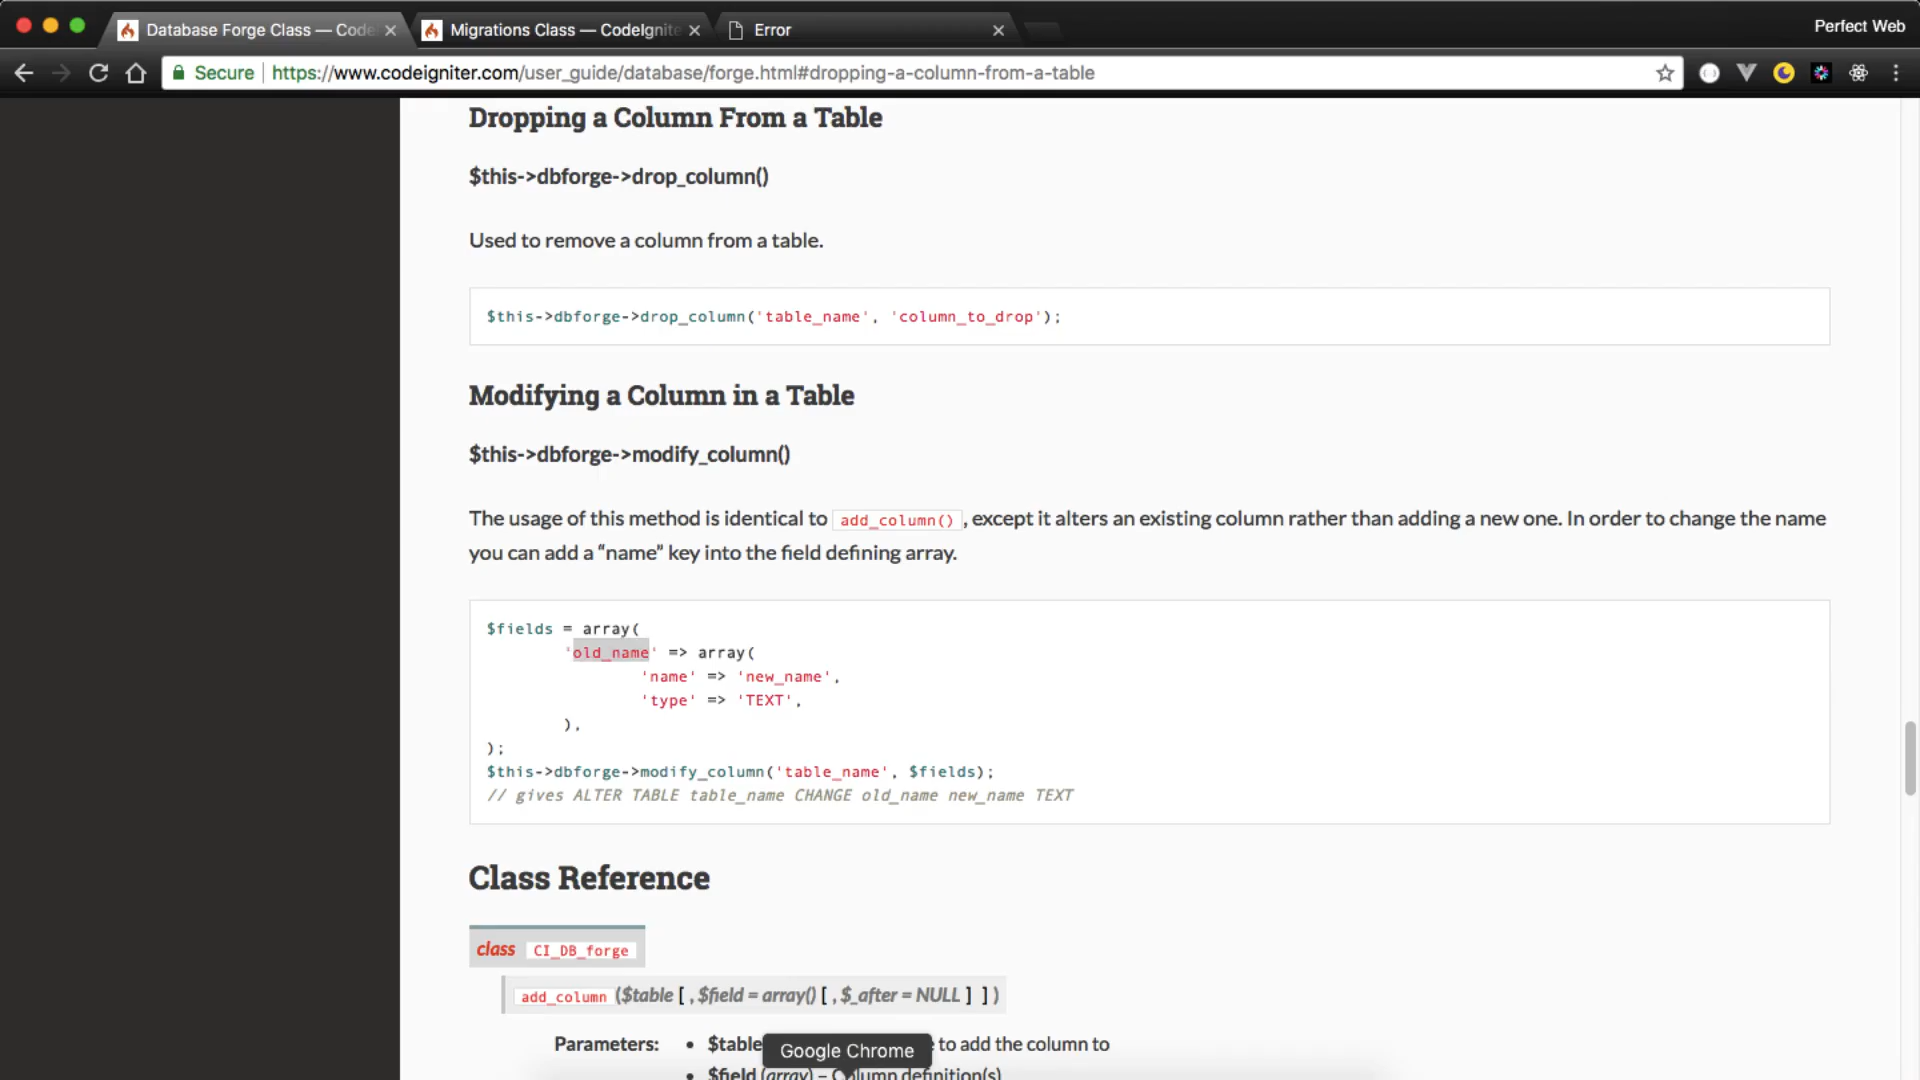 Database Forge Class — Code
Migrations Class — CodeIgnite
Error
Perfect Web
Secure
https://www.codeigniter.com/user_guide/database/forge.html#dropping-a-column-from-a-table
Dropping a Column From a Table
$this->dbforge->drop_column()
Used to remove a column from a table.
$this->dbforge->drop_column('table_name', 'column_to_drop');
Modifying a Column in a Table
$this->dbforge->modify_column()
The usage of this method is identical to add_column(), except it alters an existing column rather than adding a new one. In order to change the name
you can add a “name” key into the field defining array.
$fields = array(
'old_name' => array(
'name' => 'new_name',
'type' => 'TEXT',
),
);
$this->dbforge->modify_column('table_name', $fields);
// gives ALTER TABLE table_name CHANGE old_name new_name TEXT
Class Reference
class CI_DB_forge
add_column($table[, $field = array()[, $_after = NULL]])
Parameters:
• $table
to add the column to
Google Chrome
• $field (array) – Column definition(s)